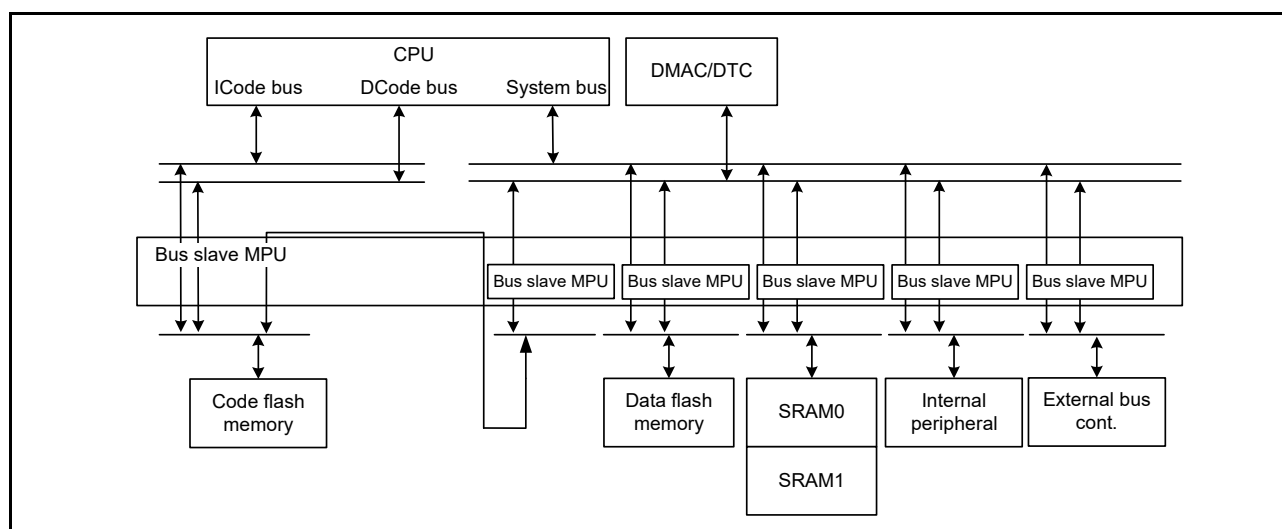 CPU
ICode bus DCode bus System bus
DMAC/DTC
Bus slave MPU
Bus slave MPU Bus slave MPU Bus slave MPU Bus slave MPU Bus slave MPU
Code flash
memory
Data flash
memory
SRAM0
SRAM1
Internal
peripheral
External bus
cont.